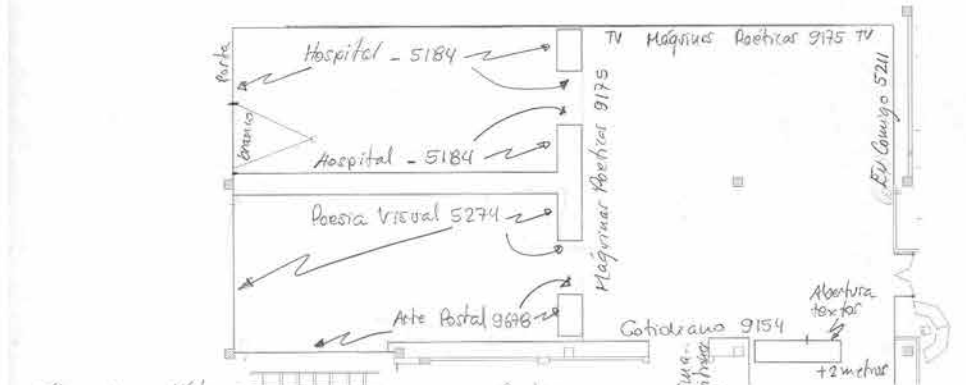 Porta
Hospital - 5184
TV Máquinas Poéticas 9175 TV
Branco
Hospital - 5184
Máquinas Poéticas 9175
EU Comigo 5211
Poesia Visual 5274
Arte Postal 9678
Cotidiano 9154
Abertura
textos
+2 metros